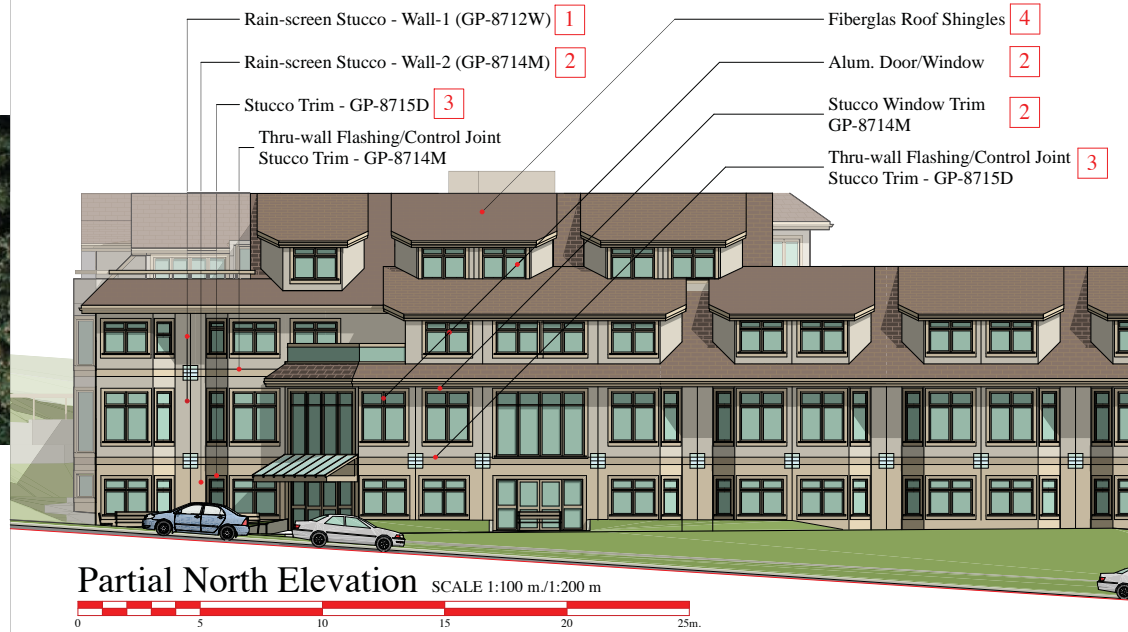 Rain-screen Stucco - Wall-1 (GP-8712W) 1
Rain-screen Stucco - Wall-2 (GP-8714M) 2
Stucco Trim - GP-8715D 3
Thru-wall Flashing/Control Joint
Stucco Trim - GP-8714M
Fiberglas Roof Shingles 4
Alum. Door/Window 2
Stucco Window Trim
GP-8714M 2
Thru-wall Flashing/Control Joint
Stucco Trim - GP-8715D 3
Partial North Elevation SCALE 1:100 m./1:200 m
0 5 10 15 20 25m.